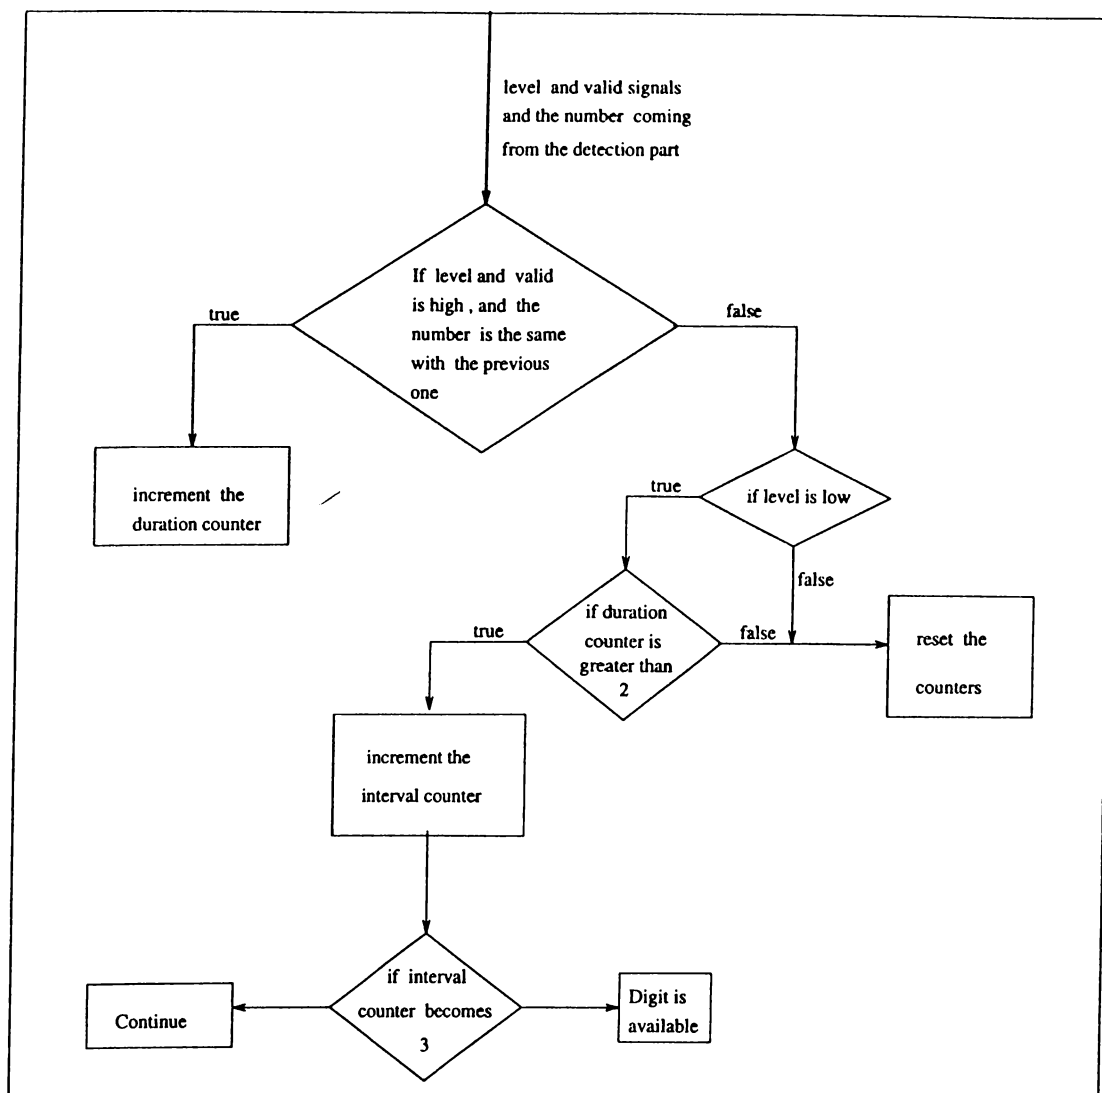 level and valid signals
and the number coming
from the detection part
If level and valid
is high , and the
number is the same
with the previous
one
true
false
increment the
duration counter
if level is low
true
false
if duration
counter is
greater than
2
true
false
reset the
counters
increment the
interval counter
if interval
counter becomes
3
Continue
Digit is
available